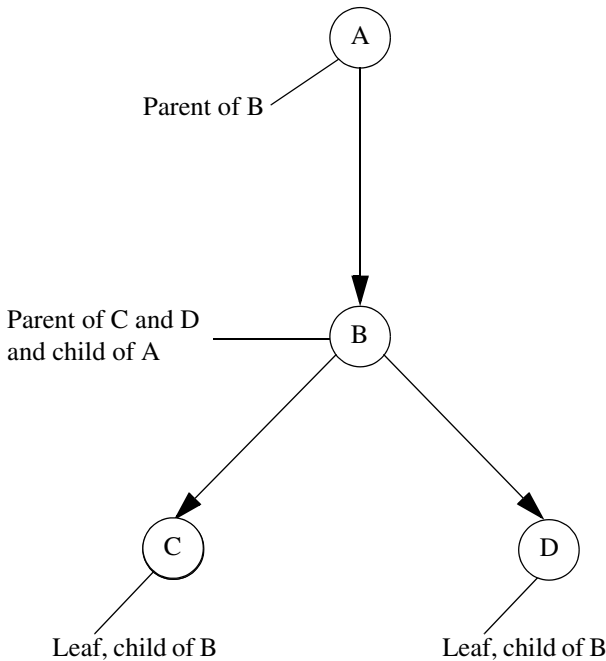 A
Parent of B
Parent of C and D
and child of A
B
C
D
Leaf, child of B
Leaf, child of B